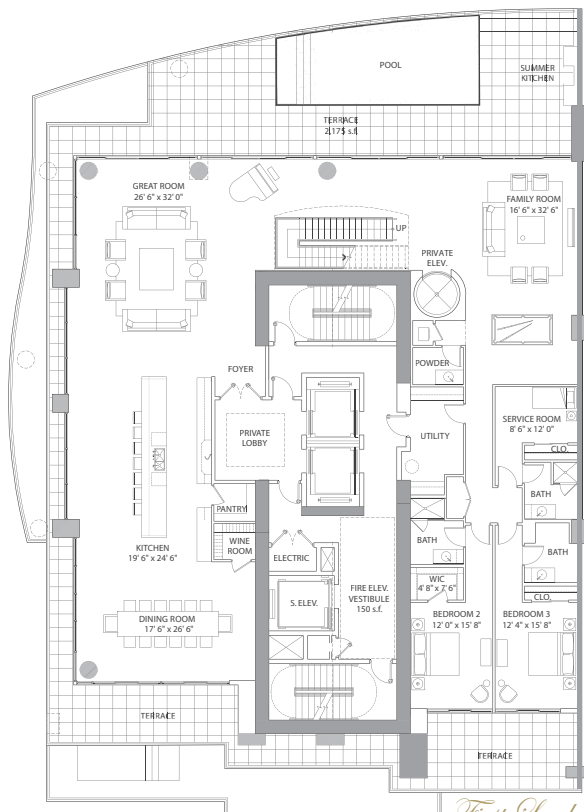 POOL
SUMMER
KITCHEN
TERRACE
2,175 s.f.
GREAT ROOM
26' 6" x 32' 0"
FAMILY ROOM
16' 6" x 32' 6"
UP
PRIVATE
ELEV.
POWDER
FOYER
PRIVATE
LOBBY
UTILITY
SERVICE ROOM
8' 6" x 12' 0"
CLO.
BATH
PANTRY
WINE
ROOM
KITCHEN
19' 6" x 24' 6"
ELECTRIC
BATH
BATH
S. ELEV.
FIRE ELEV.
VESTIBULE
150 s.f.
WIC
4' 8" x 7' 6"
CLO.
DINING ROOM
17' 6" x 26' 6"
BEDROOM 2
12' 0" x 15' 8"
BEDROOM 3
12' 4" x 15' 8"
TERRACE
TERRACE